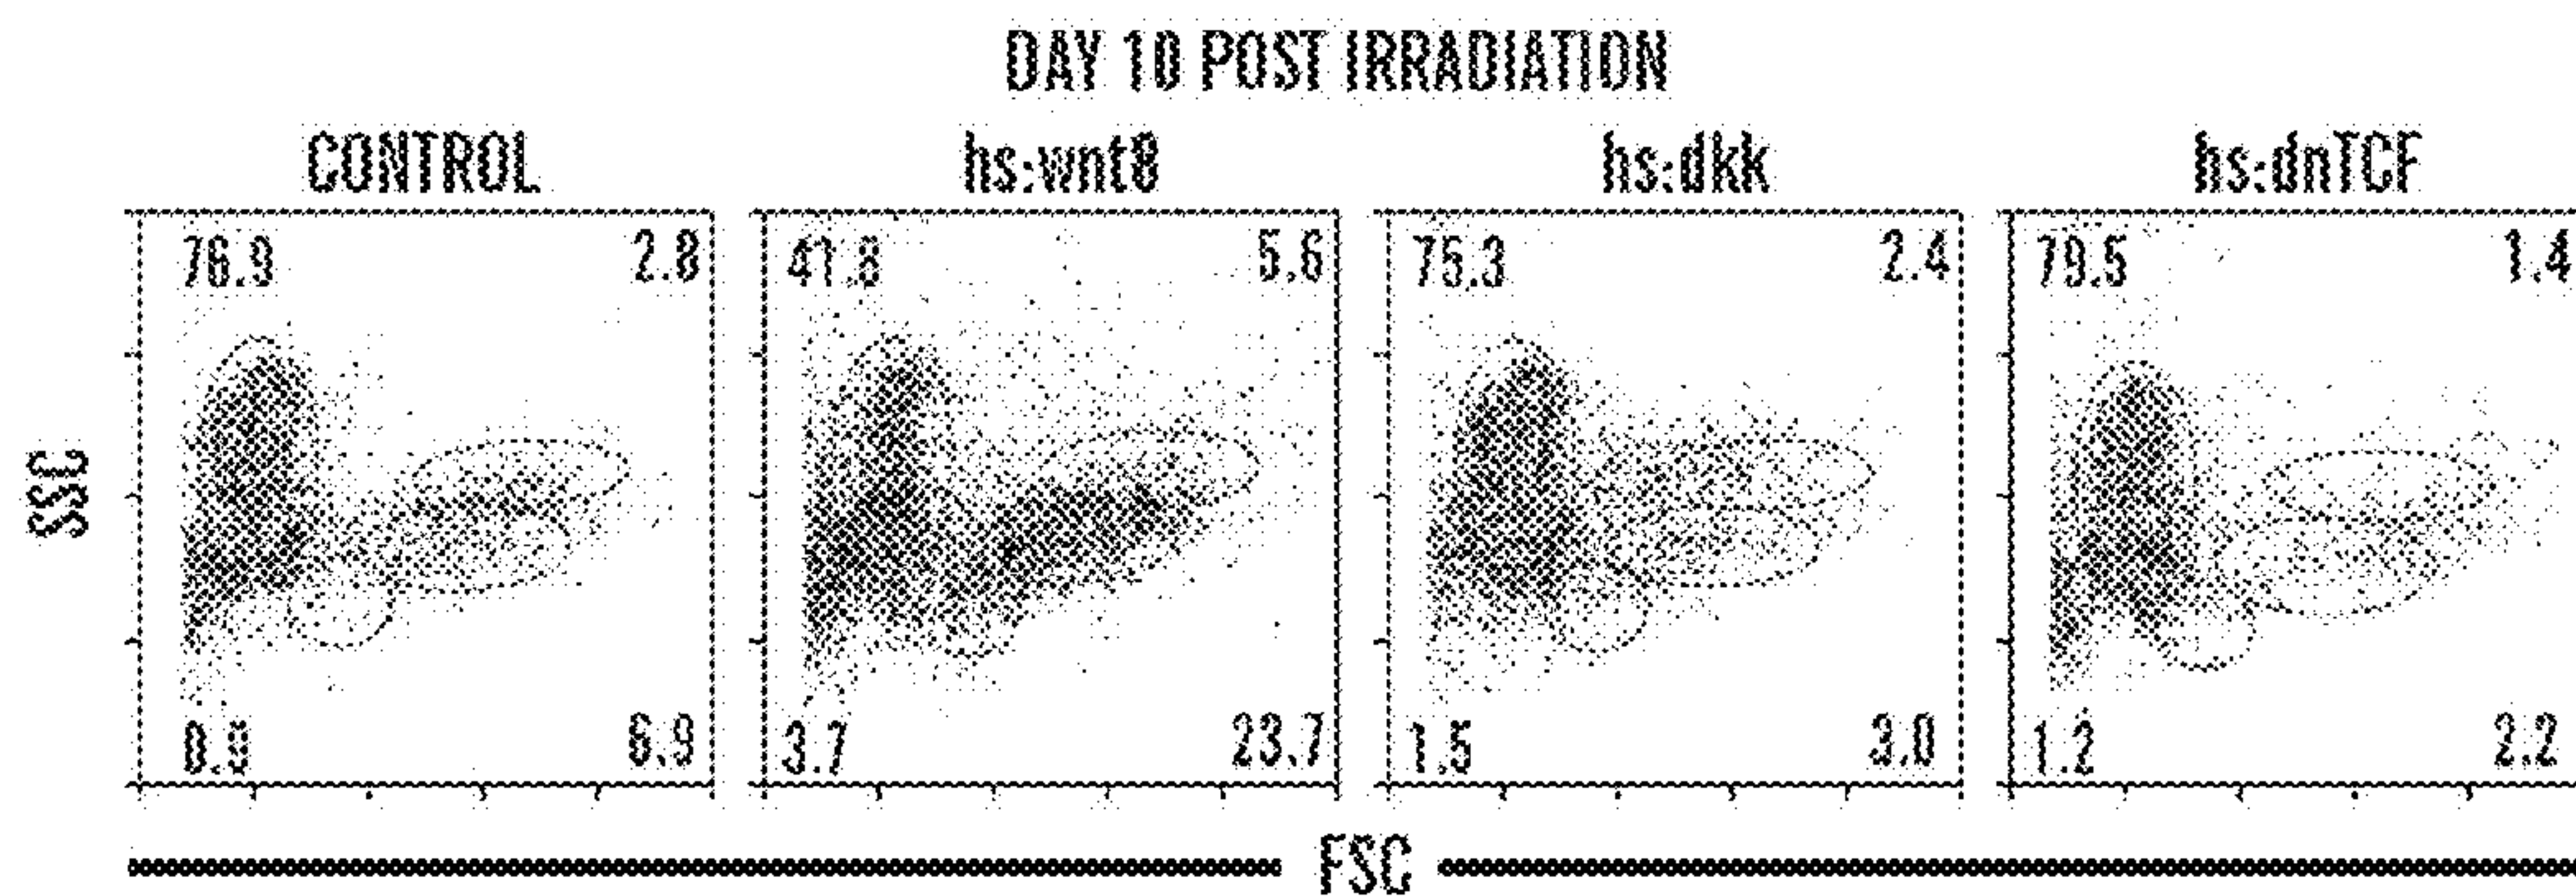 DAY 10 POST IRRADIATION
CONTROL hs:wnt8 hs:dkk hs:dnTCF
76.9 2.8 41.8 5.6 75.3 2.4 79.5 1.4
SSC
0.9 6.9 3.7 23.7 1.5 3.0 1.2 2.2
FSC